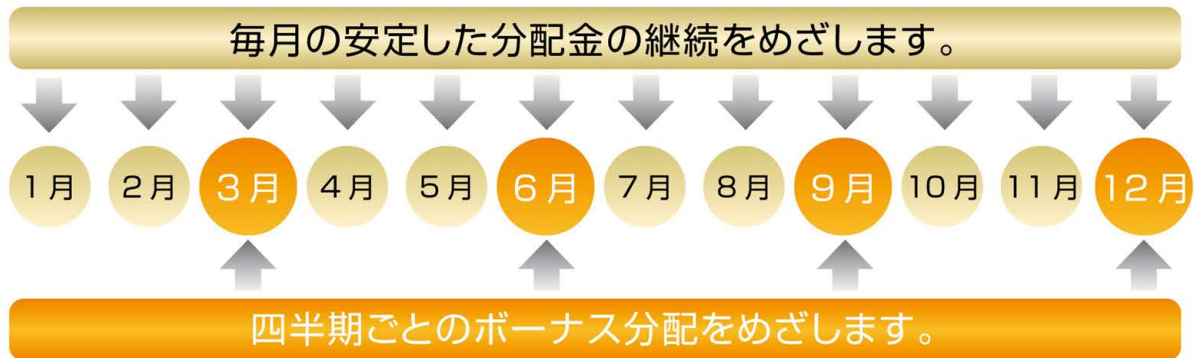 毎月の安定した分配金の継続をめざします。
1月 2月 3月 4月 5月 6月 7月 8月 9月 10月 11月 12月
四半期ごとのボーナス分配をめざします。